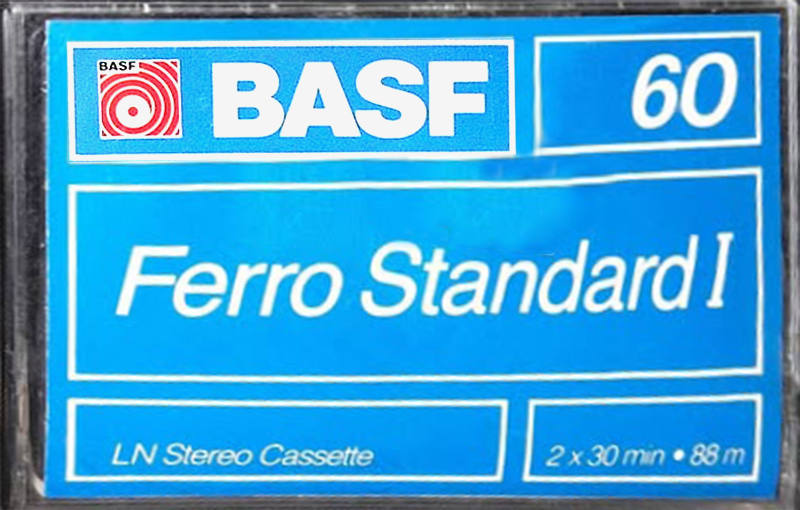 BASF
BASF
60
Ferro Standard I
LN Stereo Cassette
2 x 30 min • 88 m